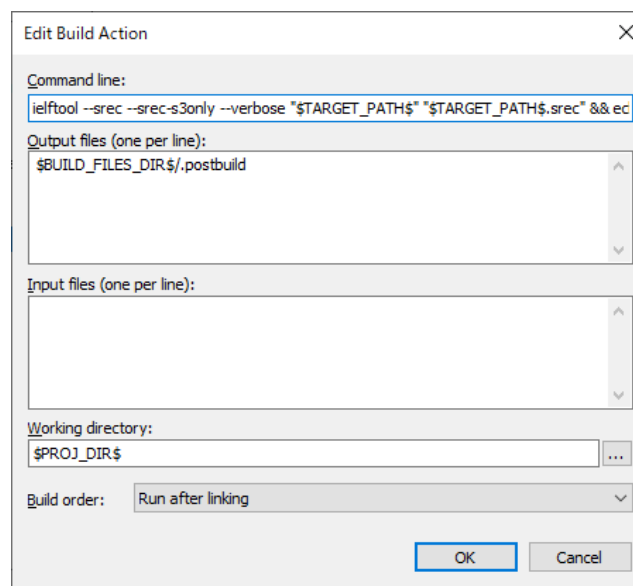 Edit Build Action
Command line:
ielftool --srec --srec-s3only --verbose "$TARGET_PATH$" "$TARGET_PATH$.srec" && ec
Output files (one per line):
$BUILD_FILES_DIR$/.postbuild
Input files (one per line):
Working directory:
$PROJ_DIR$
...
Build order: Run after linking
OK Cancel